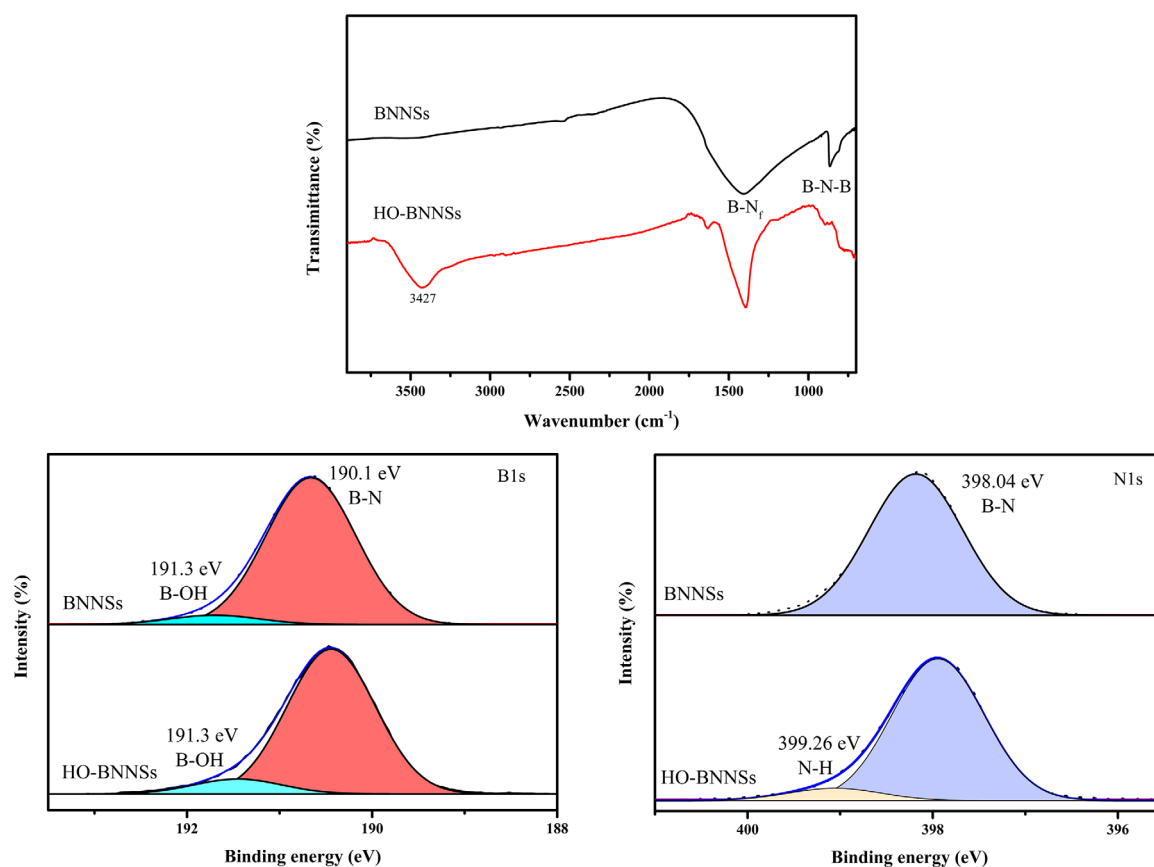 BNNSs
B-N-B
B-Nf
HO-BNNSs
3427
Transimittance (%)
3500 3000 2500 2000 1500 1000
Wavenumber (cm-1)
190.1 eV
B-N
B1s
191.3 eV
B-OH
BNNSs
191.3 eV
B-OH
HO-BNNSs
Intensity (%)
192 190 188
Binding energy (eV)
398.04 eV
B-N
N1s
BNNSs
399.26 eV
N-H
HO-BNNSs
Intensity (%)
400 398 396
Binding energy (eV)